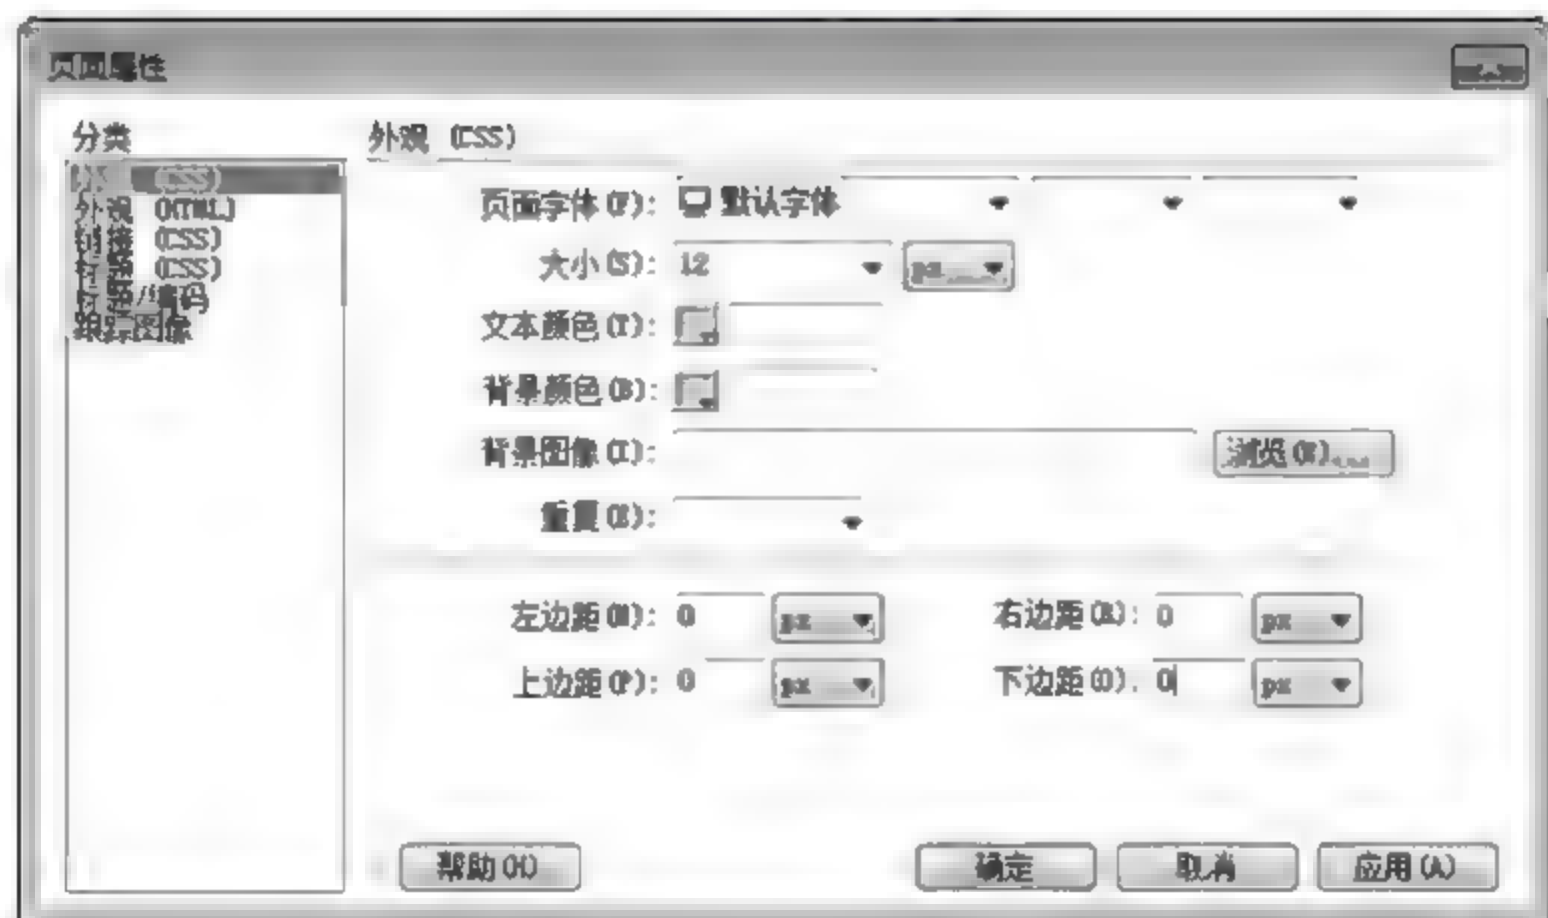 页面属性
分类
外观 (CSS)
外观 (HTML)
链接 (CSS)
标题 (CSS)
标题/编码
跟踪图像
外观 (CSS)
页面字体(F): 默认字体
大小(S): 12 px
文本颜色(T):
背景颜色(B):
背景图像(I): 浏览(W)...
重复(E):
左边距(M): 0 px 右边距(R): 0 px
上边距(P): 0 px 下边距(O): 0 px
帮助(H) 确定 取消 应用(A)